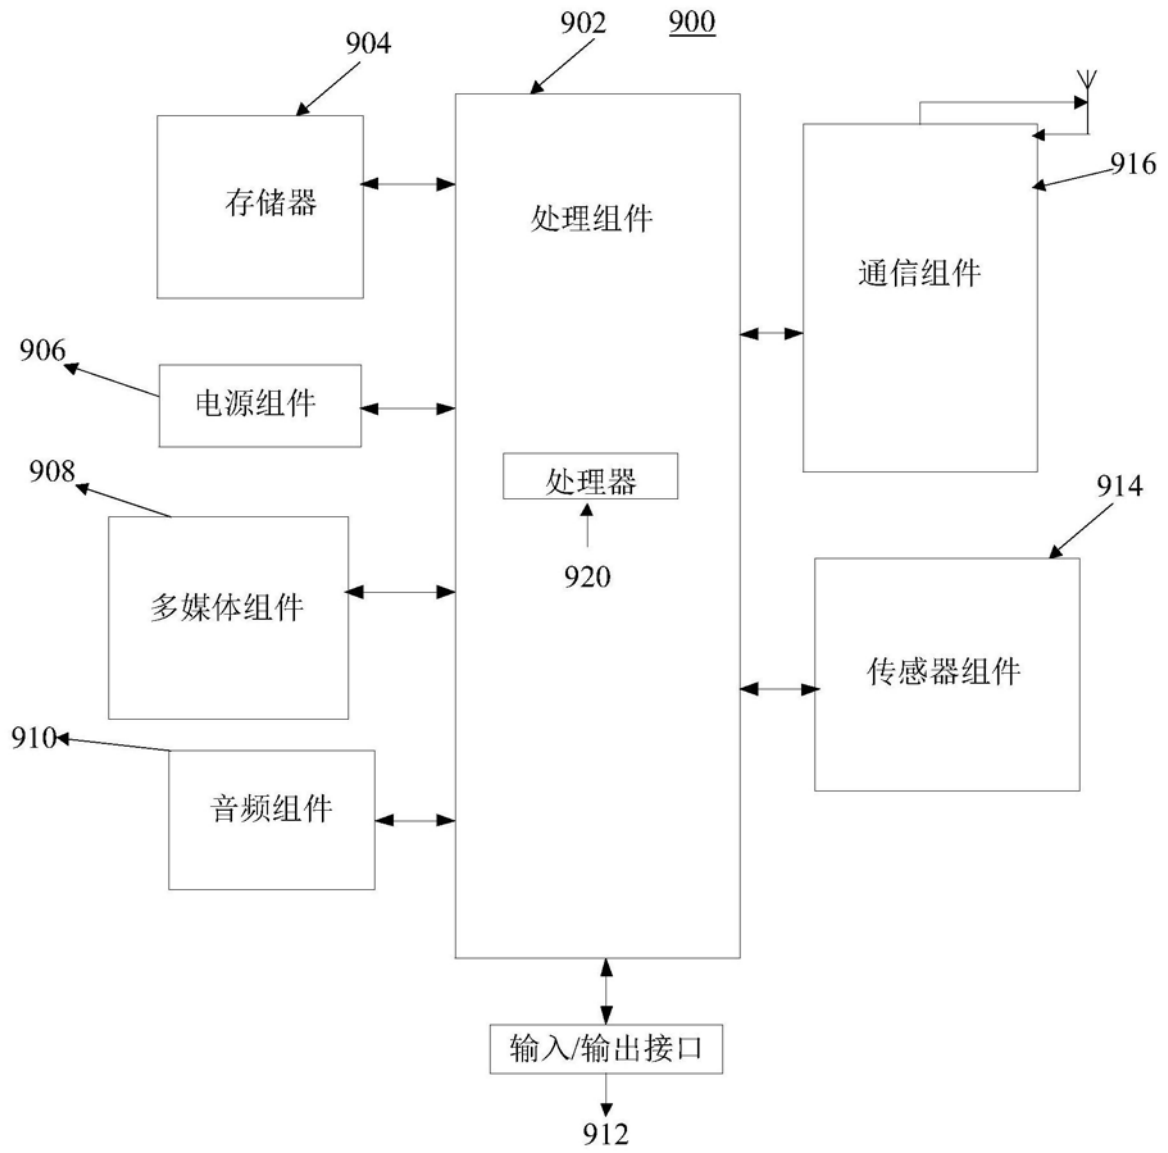 902
900
904
存储器
处理组件
916
通信组件
906
电源组件
908
处理器
914
920
多媒体组件
传感器组件
910
音频组件
输入/输出接口
912